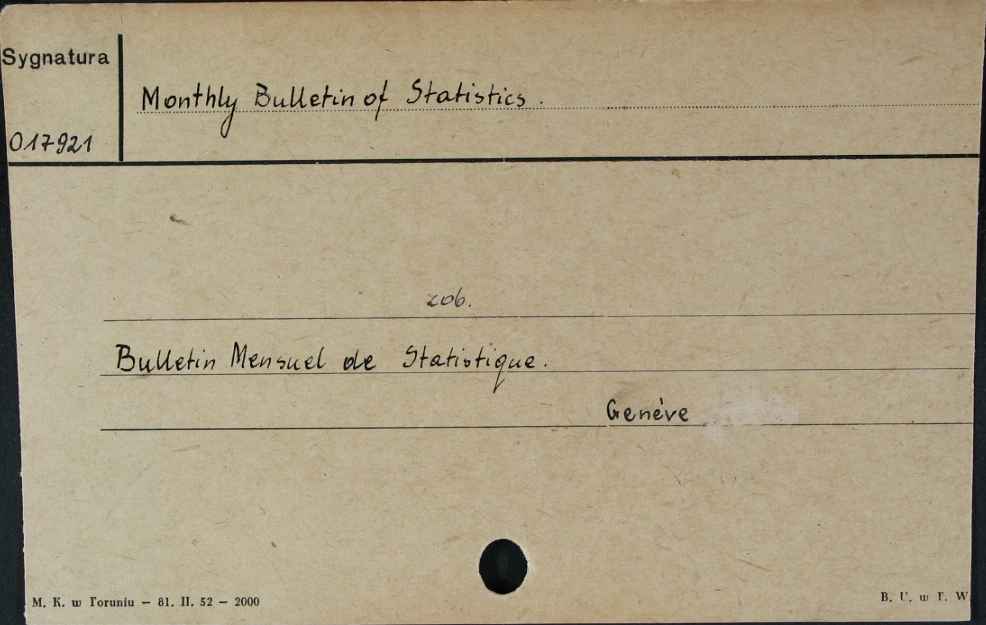 Sygnatura
Monthly Bulletin of Statistics.
017921
zob.
Bulletin Mensuel de Statistique.
Genève
M. K. w Toruniu — 81. II. 52 — 2000
B. U. w T. W